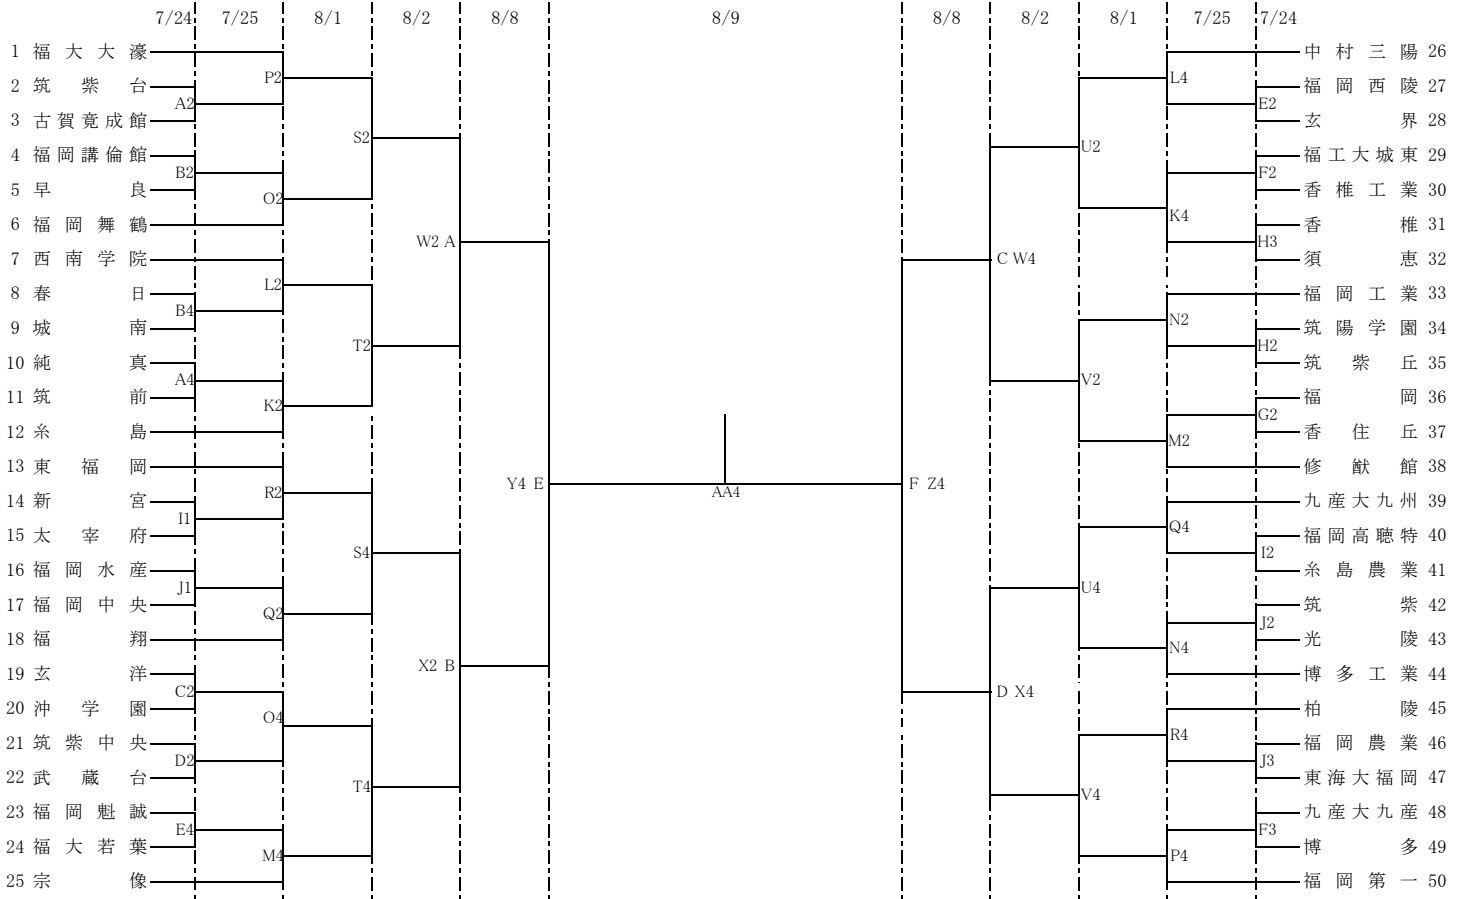 7/24 7/25 8/1 8/2 8/8 8/9 8/8 8/2 8/1 7/25 7/24
1 福大大濠
2 筑紫台
3 古賀竟成館
4 福岡講倫館
5 早良
6 福岡舞鶴
7 西南学院
8 春日
9 城南
10 純真
11 筑前
12 糸島
13 東福岡
14 新宮
15 太宰府
16 福岡水産
17 福岡中央
18 福翔
19 玄洋
20 沖学園
21 筑紫中央
22 武蔵台
23 福岡魁誠
24 福大若葉
25 宗像
A2
B2
B4
A4
I1
J1
C2
D2
E4
P2
O2
L2
K2
R2
Q2
O4
M4
S2
T2
S4
T4
W2 A
X2 B
Y4 E
AA4
F Z4
C W4
D X4
U2
V2
U4
V4
L4
K4
N2
M2
Q4
N4
R4
P4
E2
F2
H3
H2
G2
I2
J2
J3
F3
中村三陽 26
福岡西陵 27
玄界 28
福工大城東 29
香椎工業 30
香椎 31
須恵 32
福岡工業 33
筑陽学園 34
筑紫丘 35
福岡 36
香住丘 37
修猷館 38
九産大九州 39
福岡高聴特 40
糸島農業 41
筑紫 42
光陵 43
博多工業 44
柏陵 45
福岡農業 46
東海大福岡 47
九産大九産 48
博多 49
福岡第一 50